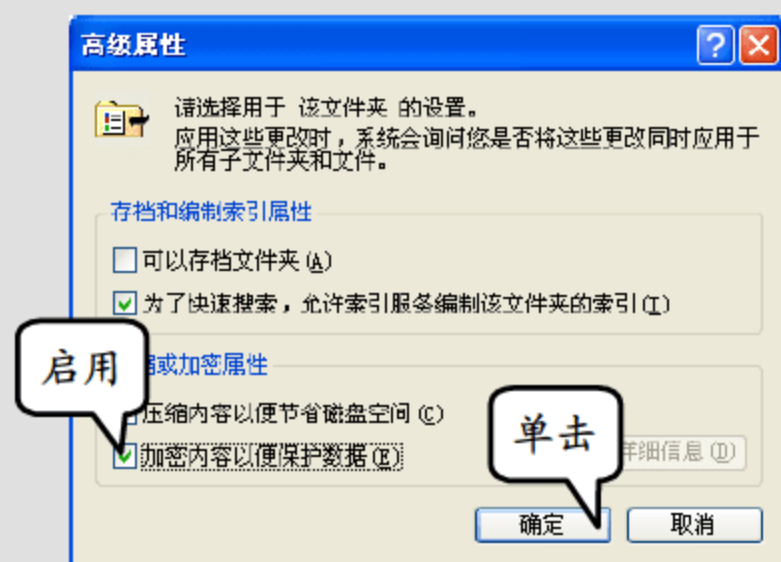 高级属性
请选择用于 该文件夹 的设置。
应用这些更改时，系统会询问您是否将这些更改同时应用于
所有子文件夹和文件。
存档和编制索引属性
可以存档文件夹(A)
为了快速搜索，允许索引服务编制该文件夹的索引(I)
启用
或加密属性
压缩内容以便节省磁盘空间(C)
单击
加密内容以便保护数据(E)
细信息(D)
确定
取消